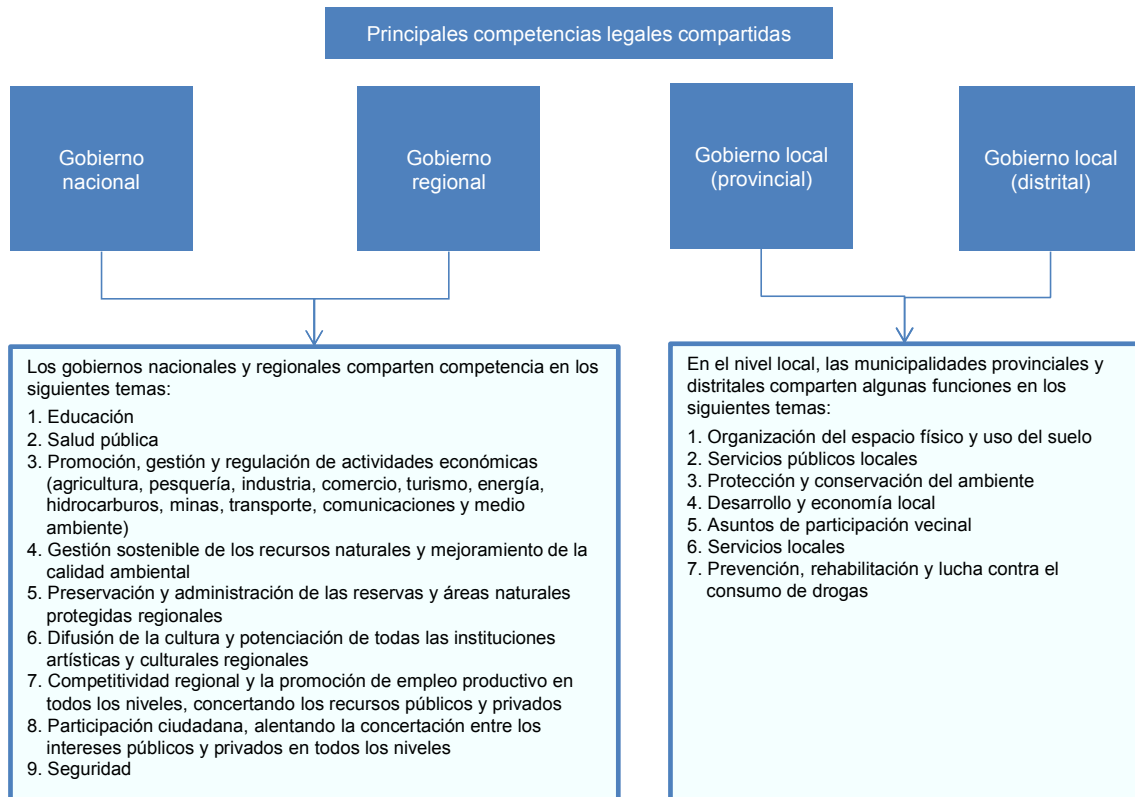 Principales competencias legales compartidas
Gobierno
nacional
Gobierno
regional
Gobierno local
(provincial)
Gobierno local
(distrital)
Los gobiernos nacionales y regionales comparten competencia en los
siguientes temas:
1. Educación
2. Salud pública
3. Promoción, gestión y regulación de actividades económicas
(agricultura, pesquería, industria, comercio, turismo, energía,
hidrocarburos, minas, transporte, comunicaciones y medio
ambiente)
4. Gestión sostenible de los recursos naturales y mejoramiento de la
calidad ambiental
5. Preservación y administración de las reservas y áreas naturales
protegidas regionales
6. Difusión de la cultura y potenciación de todas las instituciones
artísticas y culturales regionales
7. Competitividad regional y la promoción de empleo productivo en
todos los niveles, concertando los recursos públicos y privados
8. Participación ciudadana, alentando la concertación entre los
intereses públicos y privados en todos los niveles
9. Seguridad
En el nivel local, las municipalidades provinciales y
distritales comparten algunas funciones en los
siguientes temas:
1. Organización del espacio físico y uso del suelo
2. Servicios públicos locales
3. Protección y conservación del ambiente
4. Desarrollo y economía local
5. Asuntos de participación vecinal
6. Servicios locales
7. Prevención, rehabilitación y lucha contra el
consumo de drogas